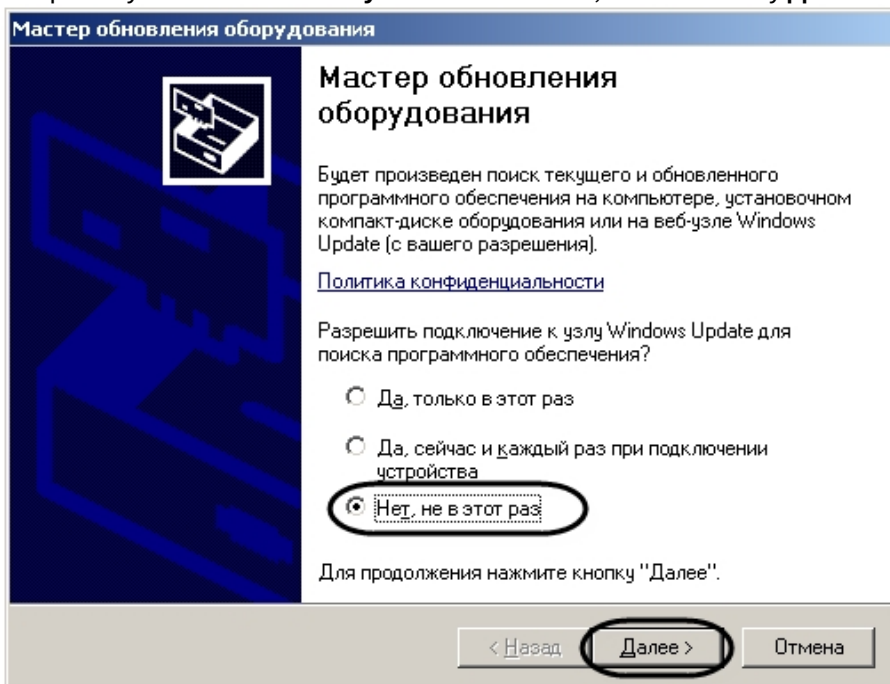 Мастер обновления оборудования
Мастер обновления
оборудования
Будет произведен поиск текущего и обновленного
программного обеспечения на компьютере, установочном
компакт-диске оборудования или на веб-узле Windows
Update (с вашего разрешения).
Политика конфиденциальности
Разрешить подключение к узлу Windows Update для
поиска программного обеспечения?
Да, только в этот раз
Да, сейчас и каждый раз при подключении
устройства
Нет, не в этот раз
Для продолжения нажмите кнопку "Далее".
< Назад Далее > Отмена